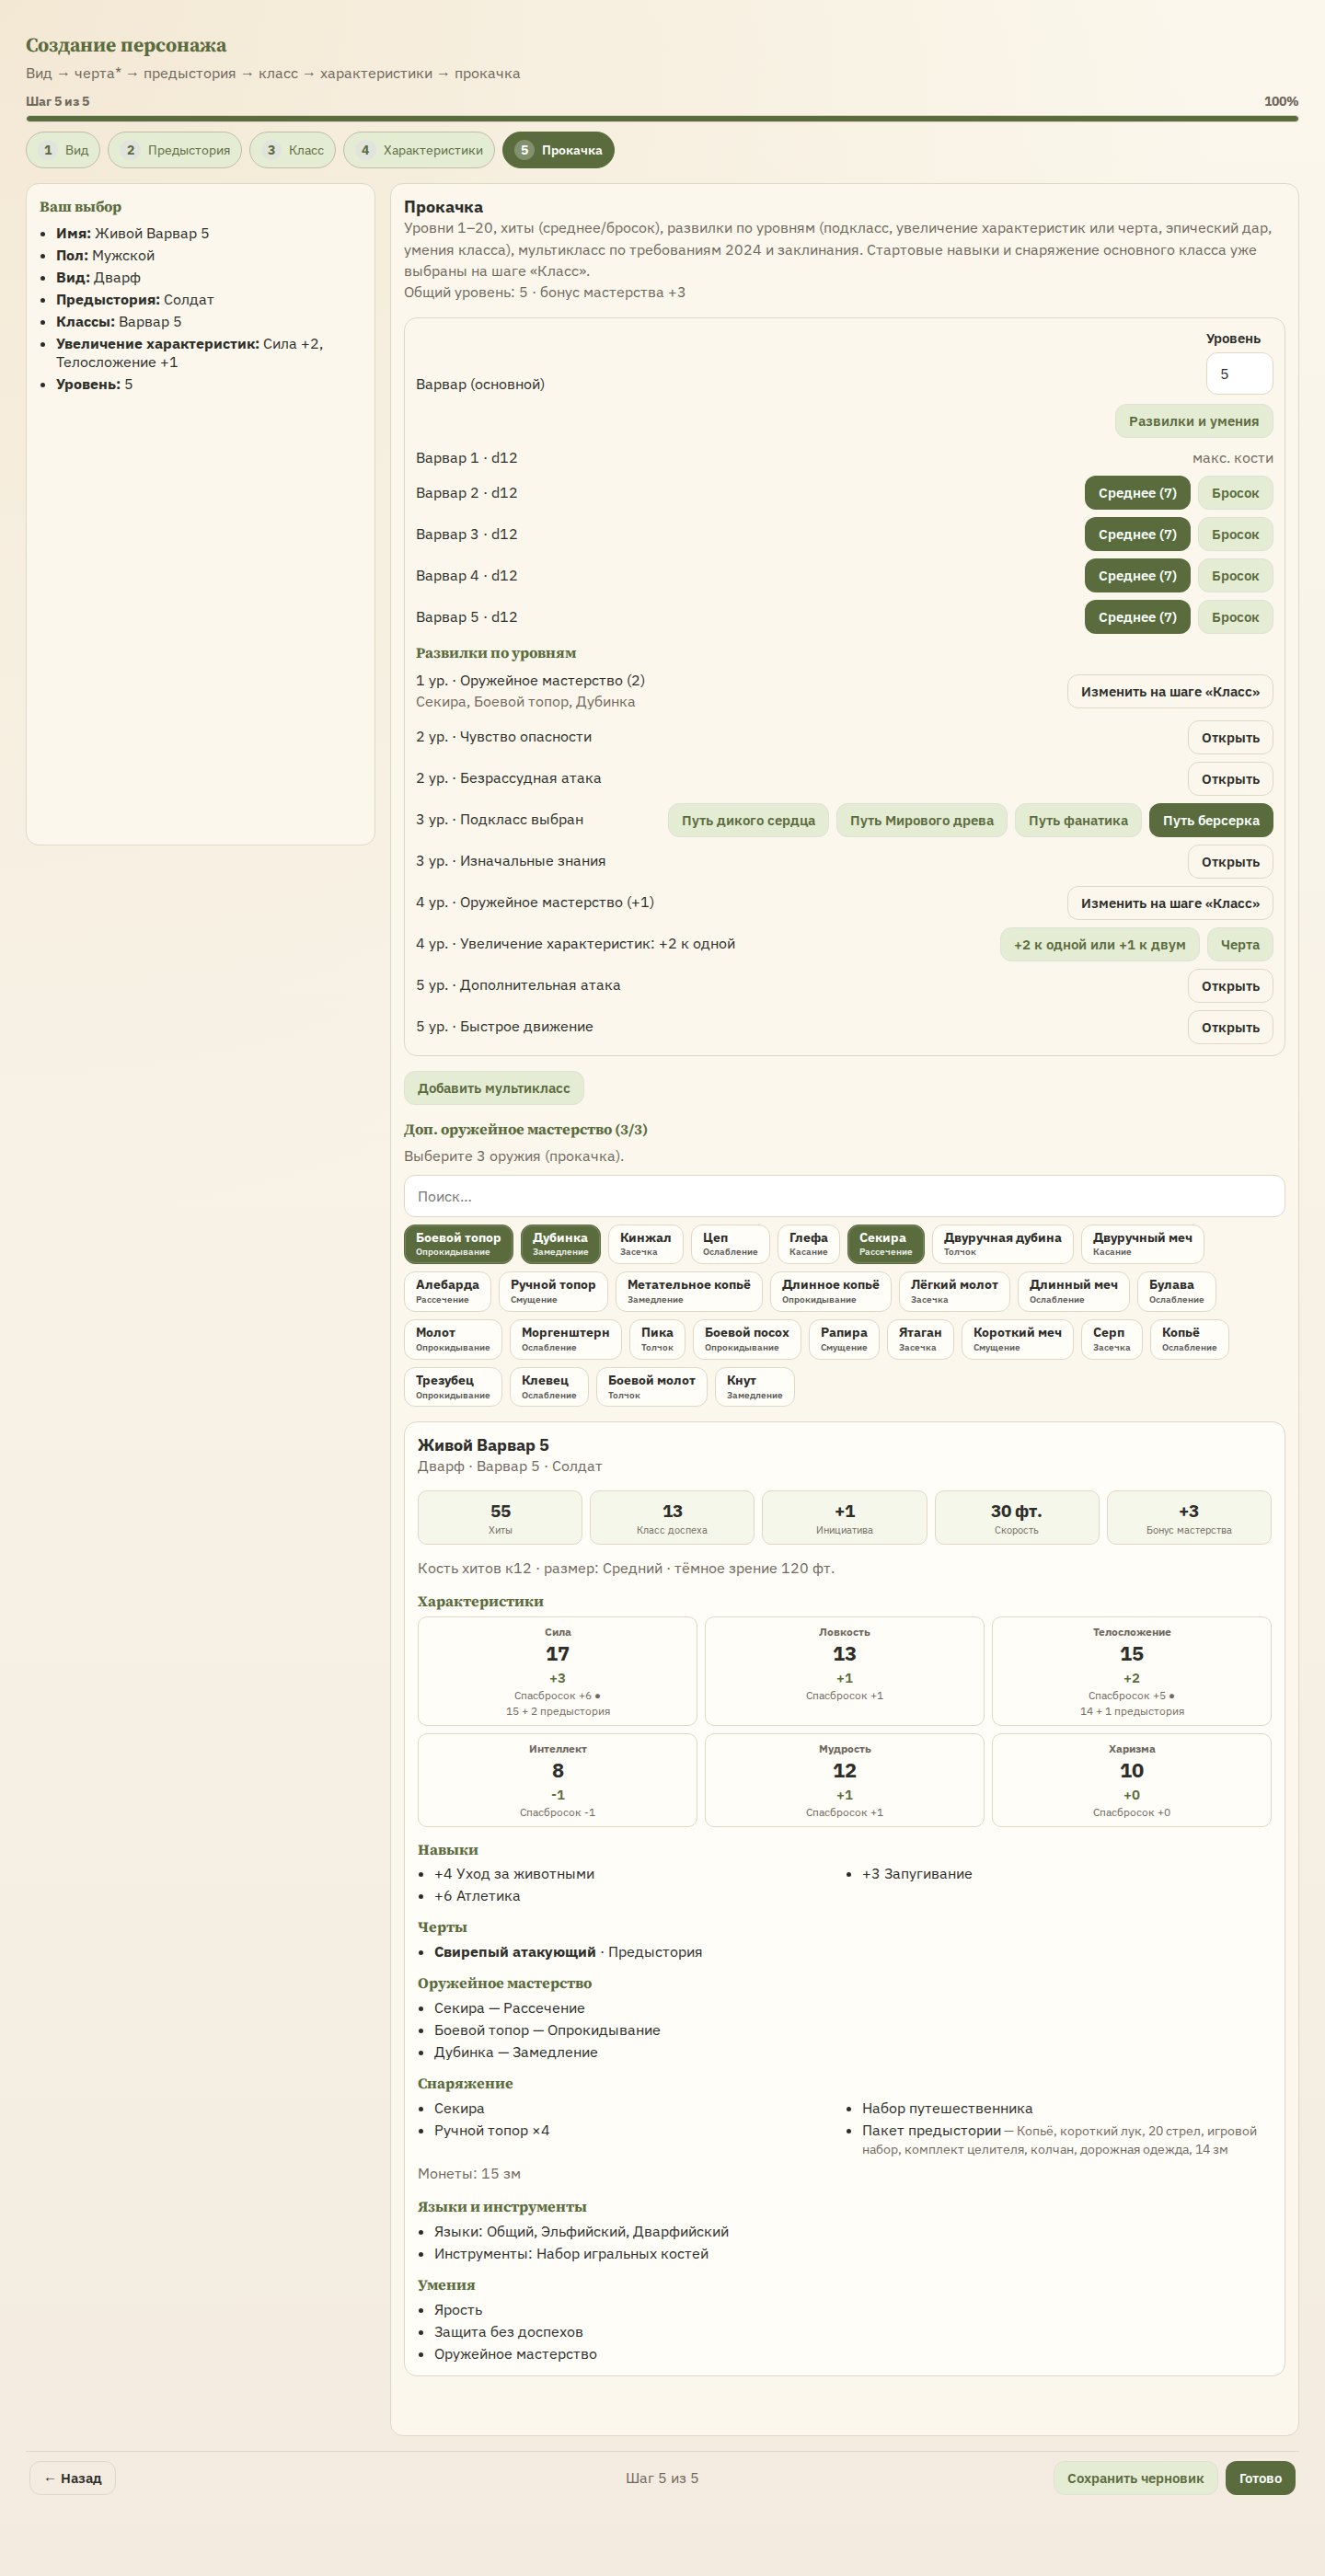 Создание персонажа
Вид → черта* → предыстория → класс → характеристики → прокачка
Шаг 5 из 5
100%
1 Вид
2 Предыстория
3 Класс
4 Характеристики
5 Прокачка
Ваш выбор
• Имя: Живой Варвар 5
• Пол: Мужской
• Вид: Дварф
• Предыстория: Солдат
• Классы: Варвар 5
• Увеличение характеристик: Сила +2,
Телосложение +1
• Уровень: 5
Прокачка
Уровни 1–20, хиты (среднее/бросок), развилки по уровням (подкласс, увеличение характеристик или черта, эпический дар,
умения класса), мультикласс по требованиям 2024 и заклинания. Стартовые навыки и снаряжение основного класса уже
выбраны на шаге «Класс».
Общий уровень: 5 · бонус мастерства +3
Уровень
Варвар (основной)
5
Развилки и умения
Варвар 1 · d12
макс. кости
Варвар 2 · d12
Среднее (7)
Бросок
Варвар 3 · d12
Среднее (7)
Бросок
Варвар 4 · d12
Среднее (7)
Бросок
Варвар 5 · d12
Среднее (7)
Бросок
Развилки по уровням
1 ур. · Оружейное мастерство (2)
Секира, Боевой топор, Дубинка
Изменить на шаге «Класс»
2 ур. · Чувство опасности
Открыть
2 ур. · Безрассудная атака
Открыть
3 ур. · Подкласс выбран
Путь дикого сердца
Путь Мирового древа
Путь фанатика
Путь берсерка
3 ур. · Изначальные знания
Открыть
4 ур. · Оружейное мастерство (+1)
Изменить на шаге «Класс»
4 ур. · Увеличение характеристик: +2 к одной
+2 к одной или +1 к двум
Черта
5 ур. · Дополнительная атака
Открыть
5 ур. · Быстрое движение
Открыть
Добавить мультикласс
Доп. оружейное мастерство (3/3)
Выберите 3 оружия (прокачка).
Поиск...
Боевой топор
Опрокидывание
Дубинка
Замедление
Кинжал
Засечка
Цеп
Ослабление
Глефа
Касание
Секира
Рассечение
Двуручная дубина
Толчок
Двуручный меч
Касание
Алебарда
Рассечение
Ручной топор
Смущение
Метательное копьё
Замедление
Длинное копьё
Опрокидывание
Лёгкий молот
Засечка
Длинный меч
Ослабление
Булава
Ослабление
Молот
Опрокидывание
Моргенштерн
Ослабление
Пика
Толчок
Боевой посох
Опрокидывание
Рапира
Смущение
Ятаган
Засечка
Короткий меч
Смущение
Серп
Засечка
Копьё
Ослабление
Трезубец
Опрокидывание
Клевец
Ослабление
Боевой молот
Толчок
Кнут
Замедление
Живой Варвар 5
Дварф · Варвар 5 · Солдат
55
Хиты
13
Класс доспеха
+1
Инициатива
30 фт.
Скорость
+3
Бонус мастерства
Кость хитов к12 · размер: Средний · тёмное зрение 120 фт.
Характеристики
Сила
17
+3
Спасбросок +6 ●
15 + 2 предыстория
Ловкость
13
+1
Спасбросок +1
Телосложение
15
+2
Спасбросок +5 ●
14 + 1 предыстория
Интеллект
8
-1
Спасбросок -1
Мудрость
12
+1
Спасбросок +1
Харизма
10
+0
Спасбросок +0
Навыки
• +4 Уход за животными
• +3 Запугивание
• +6 Атлетика
Черты
• Свирепый атакующий · Предыстория
Оружейное мастерство
• Секира — Рассечение
• Боевой топор — Опрокидывание
• Дубинка — Замедление
Снаряжение
• Секира
• Ручной топор ×4
• Набор путешественника
• Пакет предыстории — Копьё, короткий лук, 20 стрел, игровой
набор, комплект целителя, колчан, дорожная одежда, 14 зм
Монеты: 15 зм
Языки и инструменты
• Языки: Общий, Эльфийский, Дварфийский
• Инструменты: Набор игральных костей
Умения
• Ярость
• Защита без доспехов
• Оружейное мастерство
← Назад
Шаг 5 из 5
Сохранить черновик
Готово